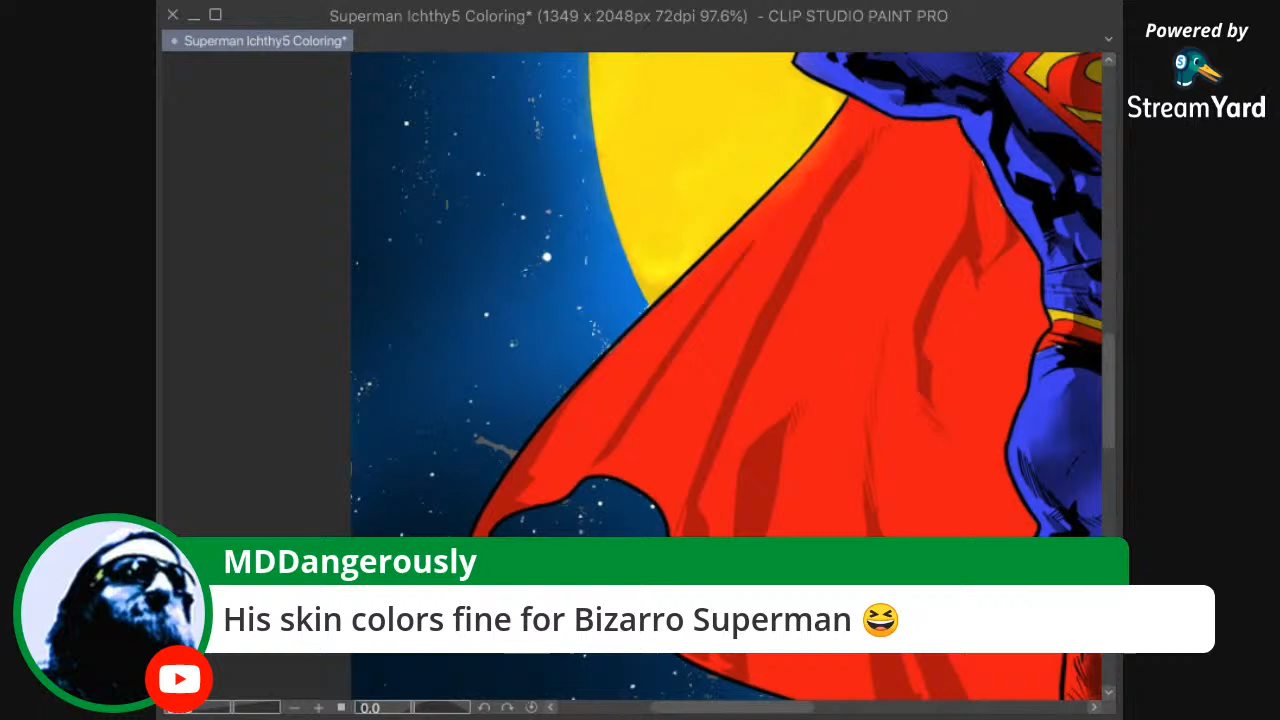 Superman Ichthy5 Coloring* (1349 x 2048px 72dpi 97.6%) - CLIP STUDIO PAINT PRO
Superman Ichthy5 Coloring*
Powered by
StreamYard
MDDangerously
His skin colors fine for Bizarro Superman 😆
0.0